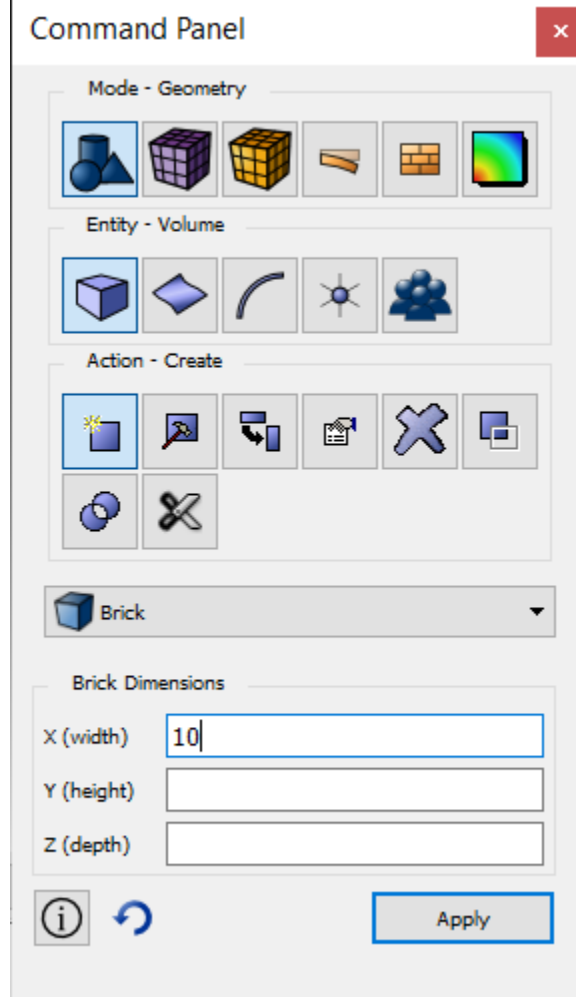 Command Panel
Mode - Geometry
Entity - Volume
Action - Create
Brick
Brick Dimensions
X (width) 10
Y (height)
Z (depth)
Apply